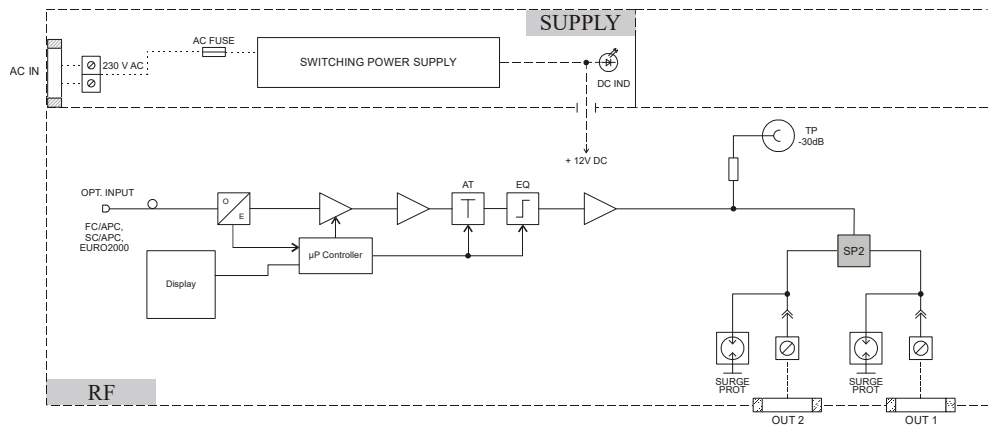 SUPPLY
AC FUSE
AC IN
230 V AC
SWITCHING POWER SUPPLY
DC IND
+ 12V DC
TP
-30dB
OPT. INPUT
FC/APC,
SC/APC,
EURO2000
O
E
AT
EQ
µP Controller
Display
SP2
SURGE
PROT
SURGE
PROT
RF
OUT 2
OUT 1